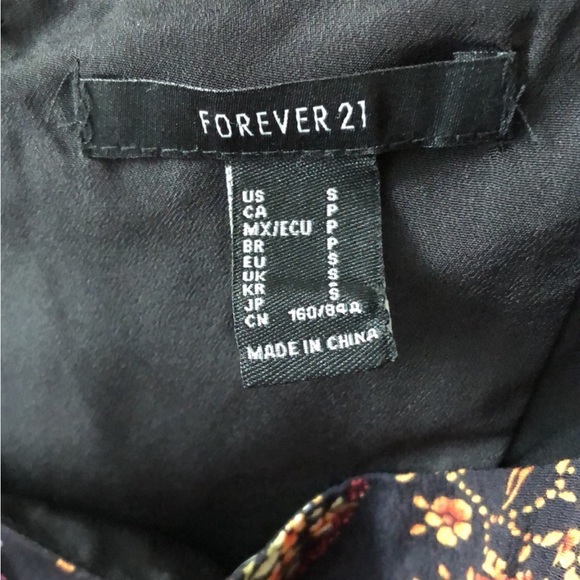 FOREVER 21
US S
CA P
MX/ECU P
BR P
EU S
UK S
KR S
JP
CN 160/84A
MADE IN CHINA